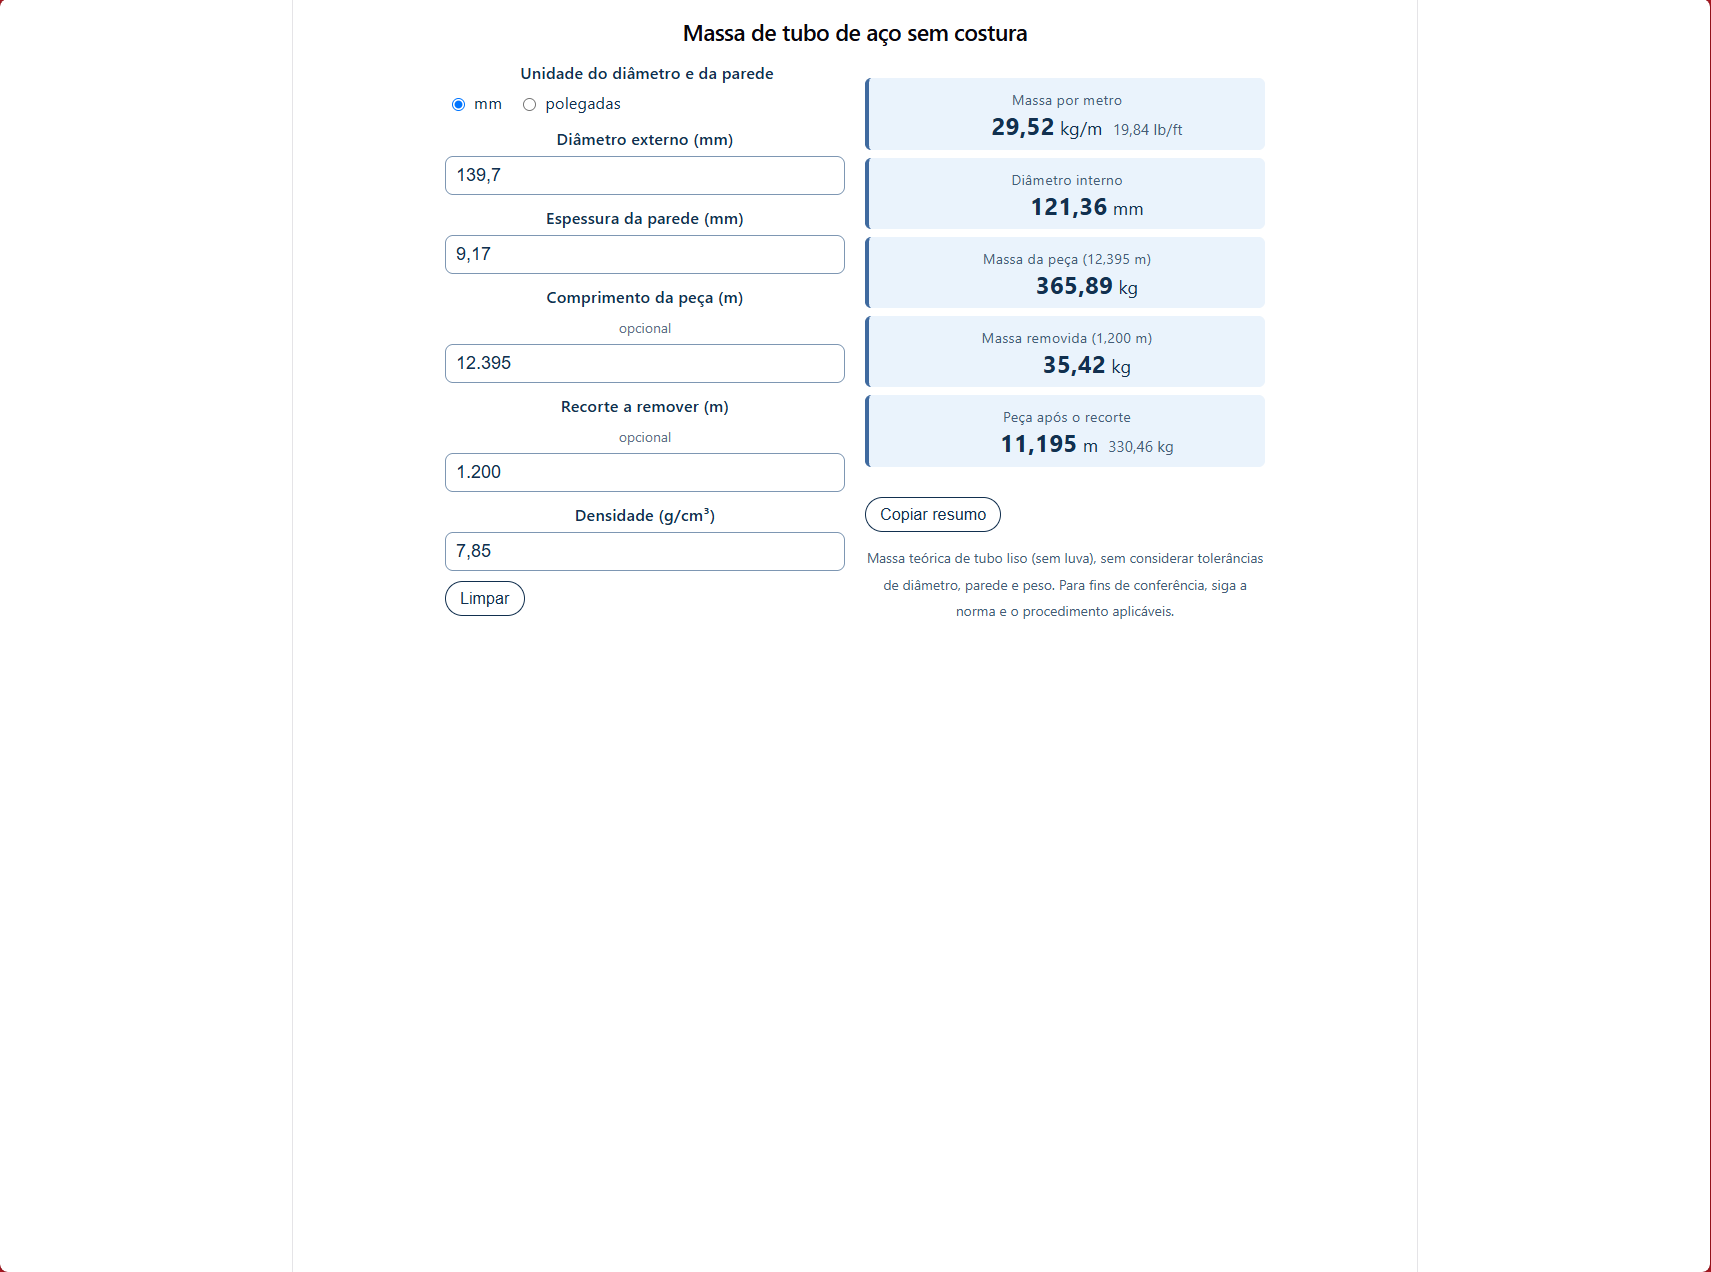 Massa de tubo de aço sem costura
Unidade do diâmetro e da parede
mm polegadas
Diâmetro externo (mm)
139,7
Espessura da parede (mm)
9,17
Comprimento da peça (m)
opcional
12.395
Recorte a remover (m)
opcional
1.200
Densidade (g/cm³)
7,85
Limpar
Massa por metro
29,52 kg/m 19,84 lb/ft
Diâmetro interno
121,36 mm
Massa da peça (12,395 m)
365,89 kg
Massa removida (1,200 m)
35,42 kg
Peça após o recorte
11,195 m 330,46 kg
Copiar resumo
Massa teórica de tubo liso (sem luva), sem considerar tolerâncias
de diâmetro, parede e peso. Para fins de conferência, siga a
norma e o procedimento aplicáveis.